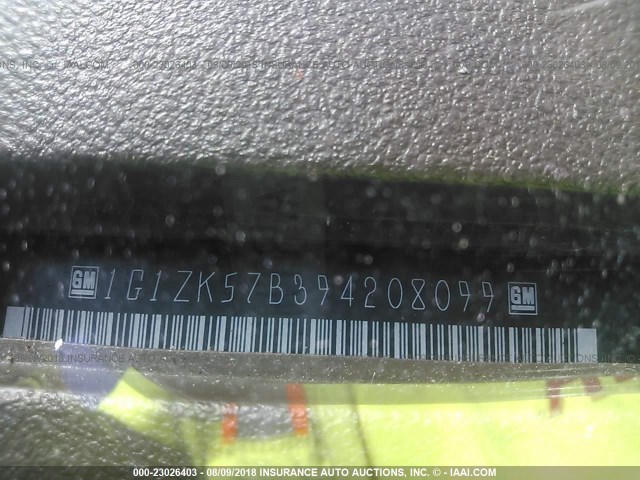 GM 1G1ZK57B394208099 GM
000-23026403 - 08/09/2018 INSURANCE AUTO AUCTIONS, INC. - IAAI.COM